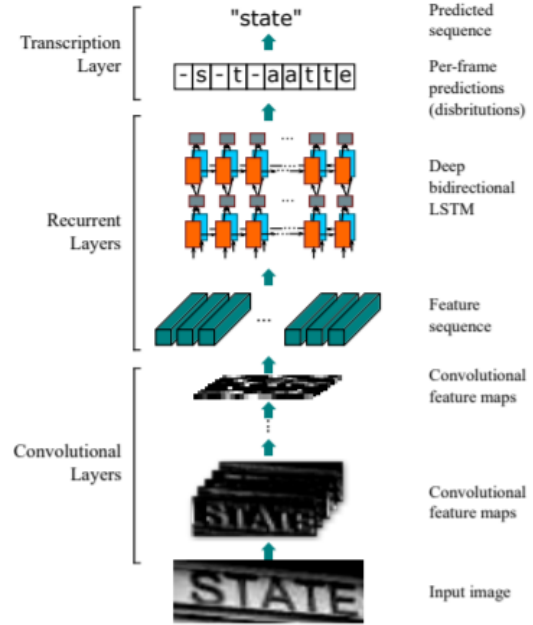 "state"
Predicted
sequence
Transcription
Layer
-s-t-aatte
Per-frame
predictions
(disbritutions)
...
...
Deep
bidirectional
LSTM
Recurrent
Layers
...
Feature
sequence
Convolutional
feature maps
Convolutional
Layers
STATE
Convolutional
feature maps
STATE
Input image